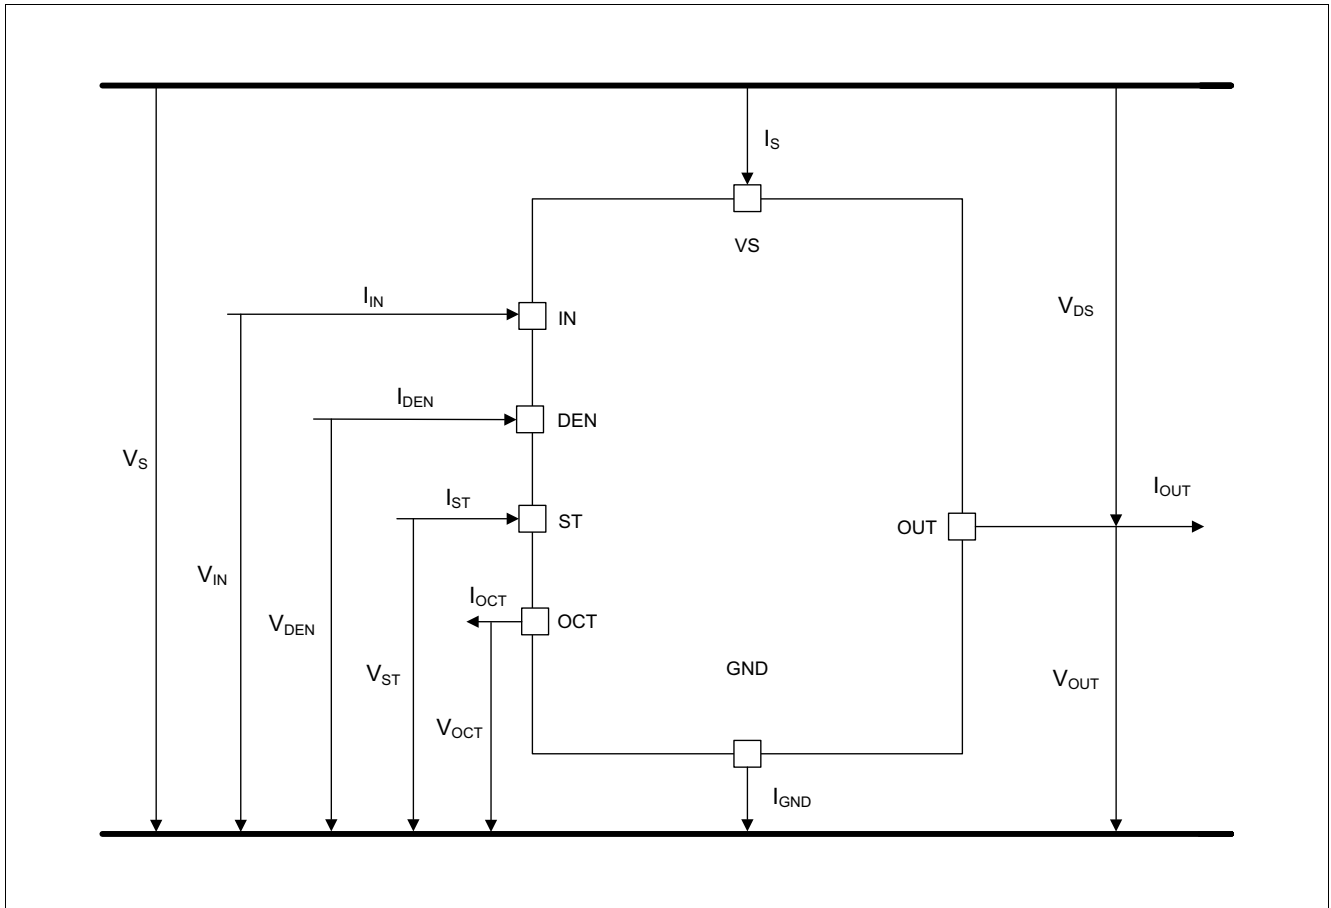 I_S
VS
I_IN
IN
V_DS
I_DEN
DEN
V_S
I_ST
ST
I_OUT
OUT
V_IN
I_OCT
OCT
V_DEN
V_ST
GND
V_OUT
V_OCT
I_GND